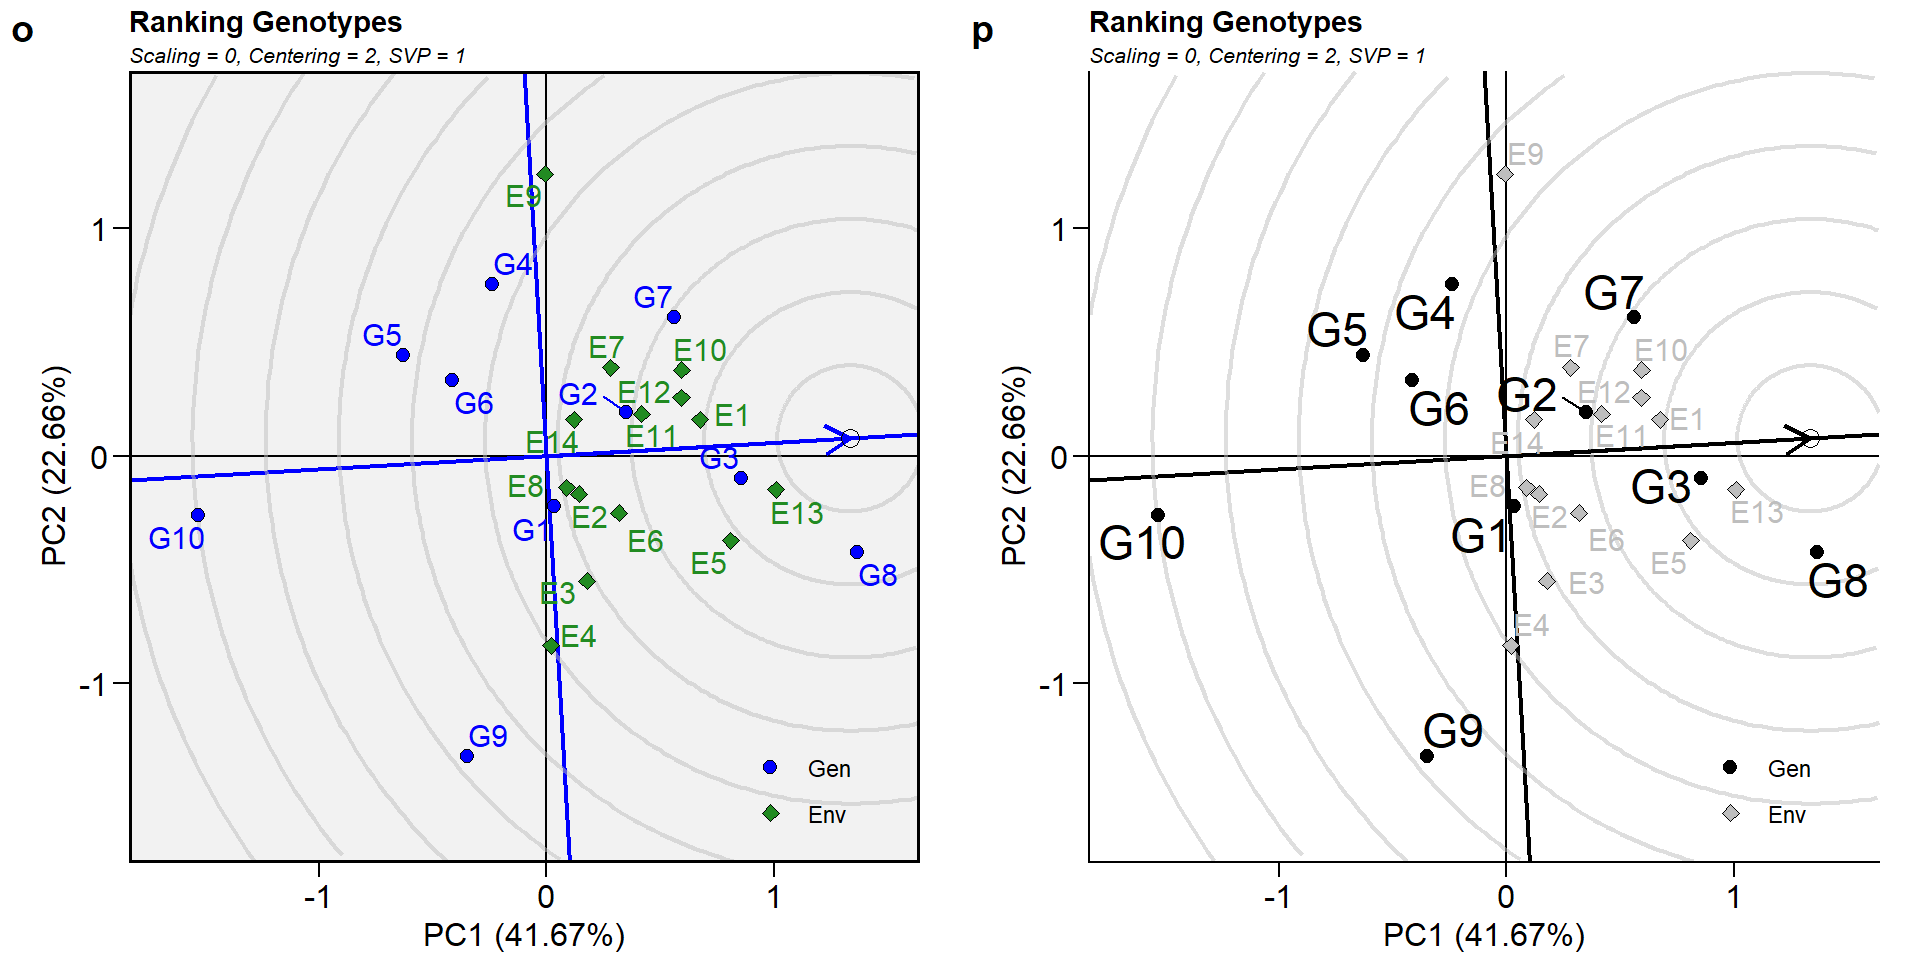 o
Ranking Genotypes
Scaling = 0, Centering = 2, SVP = 1
E9
G4
G7
G5
E7
E10
G6
G2
E12
E1
E14
E11
G3
E8
G1
E2
E13
G10
E6
E5
G8
E3
E4
G9
Gen
Env
1
0
-1
-1
0
1
PC2 (22.66%)
PC1 (41.67%)
p
Ranking Genotypes
Scaling = 0, Centering = 2, SVP = 1
E9
G7
G4
G5
E7
E10
G6
G2
E12
E1
E14
E11
G3
E8
G1
E2
E13
G10
E6
E5
G8
E3
E4
G9
Gen
Env
1
0
-1
-1
0
1
PC2 (22.66%)
PC1 (41.67%)